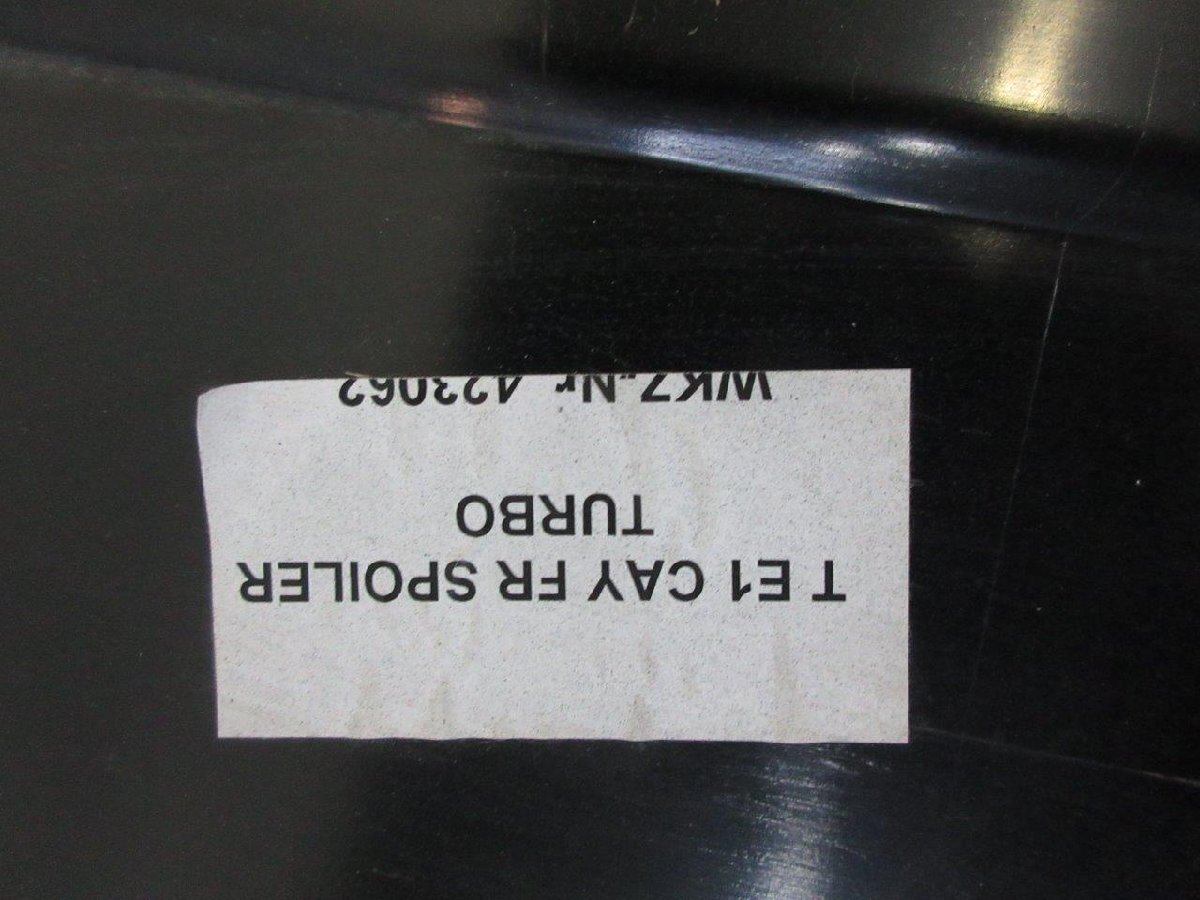 T E1 CAY FR SPOILER
TURBO
WKZ.-Nr. 423062